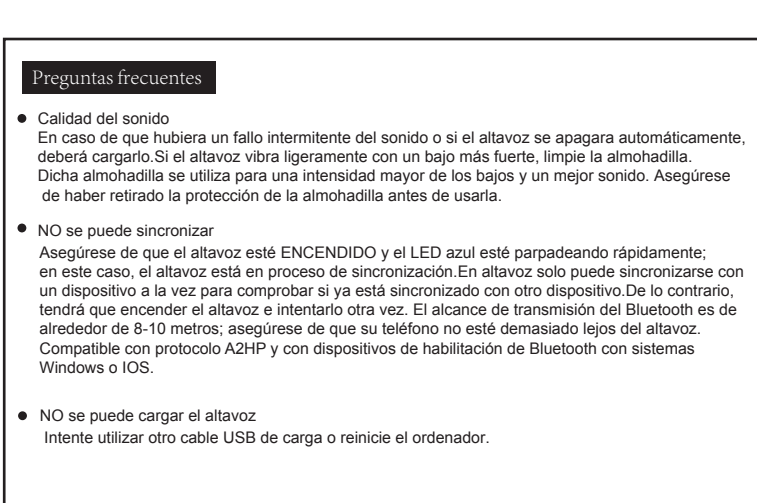 Preguntas frecuentes
● Calidad del sonido
En caso de que hubiera un fallo intermitente del sonido o si el altavoz se apagara automáticamente,
deberá cargarlo.Si el altavoz vibra ligeramente con un bajo más fuerte, limpie la almohadilla.
Dicha almohadilla se utiliza para una intensidad mayor de los bajos y un mejor sonido. Asegúrese
de haber retirado la protección de la almohadilla antes de usarla.
● NO se puede sincronizar
Asegúrese de que el altavoz esté ENCENDIDO y el LED azul esté parpadeando rápidamente;
en este caso, el altavoz está en proceso de sincronización.En altavoz solo puede sincronizarse con
un dispositivo a la vez para comprobar si ya está sincronizado con otro dispositivo.De lo contrario,
tendrá que encender el altavoz e intentarlo otra vez. El alcance de transmisión del Bluetooth es de
alrededor de 8-10 metros; asegúrese de que su teléfono no esté demasiado lejos del altavoz.
Compatible con protocolo A2HP y con dispositivos de habilitación de Bluetooth con sistemas
Windows o IOS.
● NO se puede cargar el altavoz
Intente utilizar otro cable USB de carga o reinicie el ordenador.